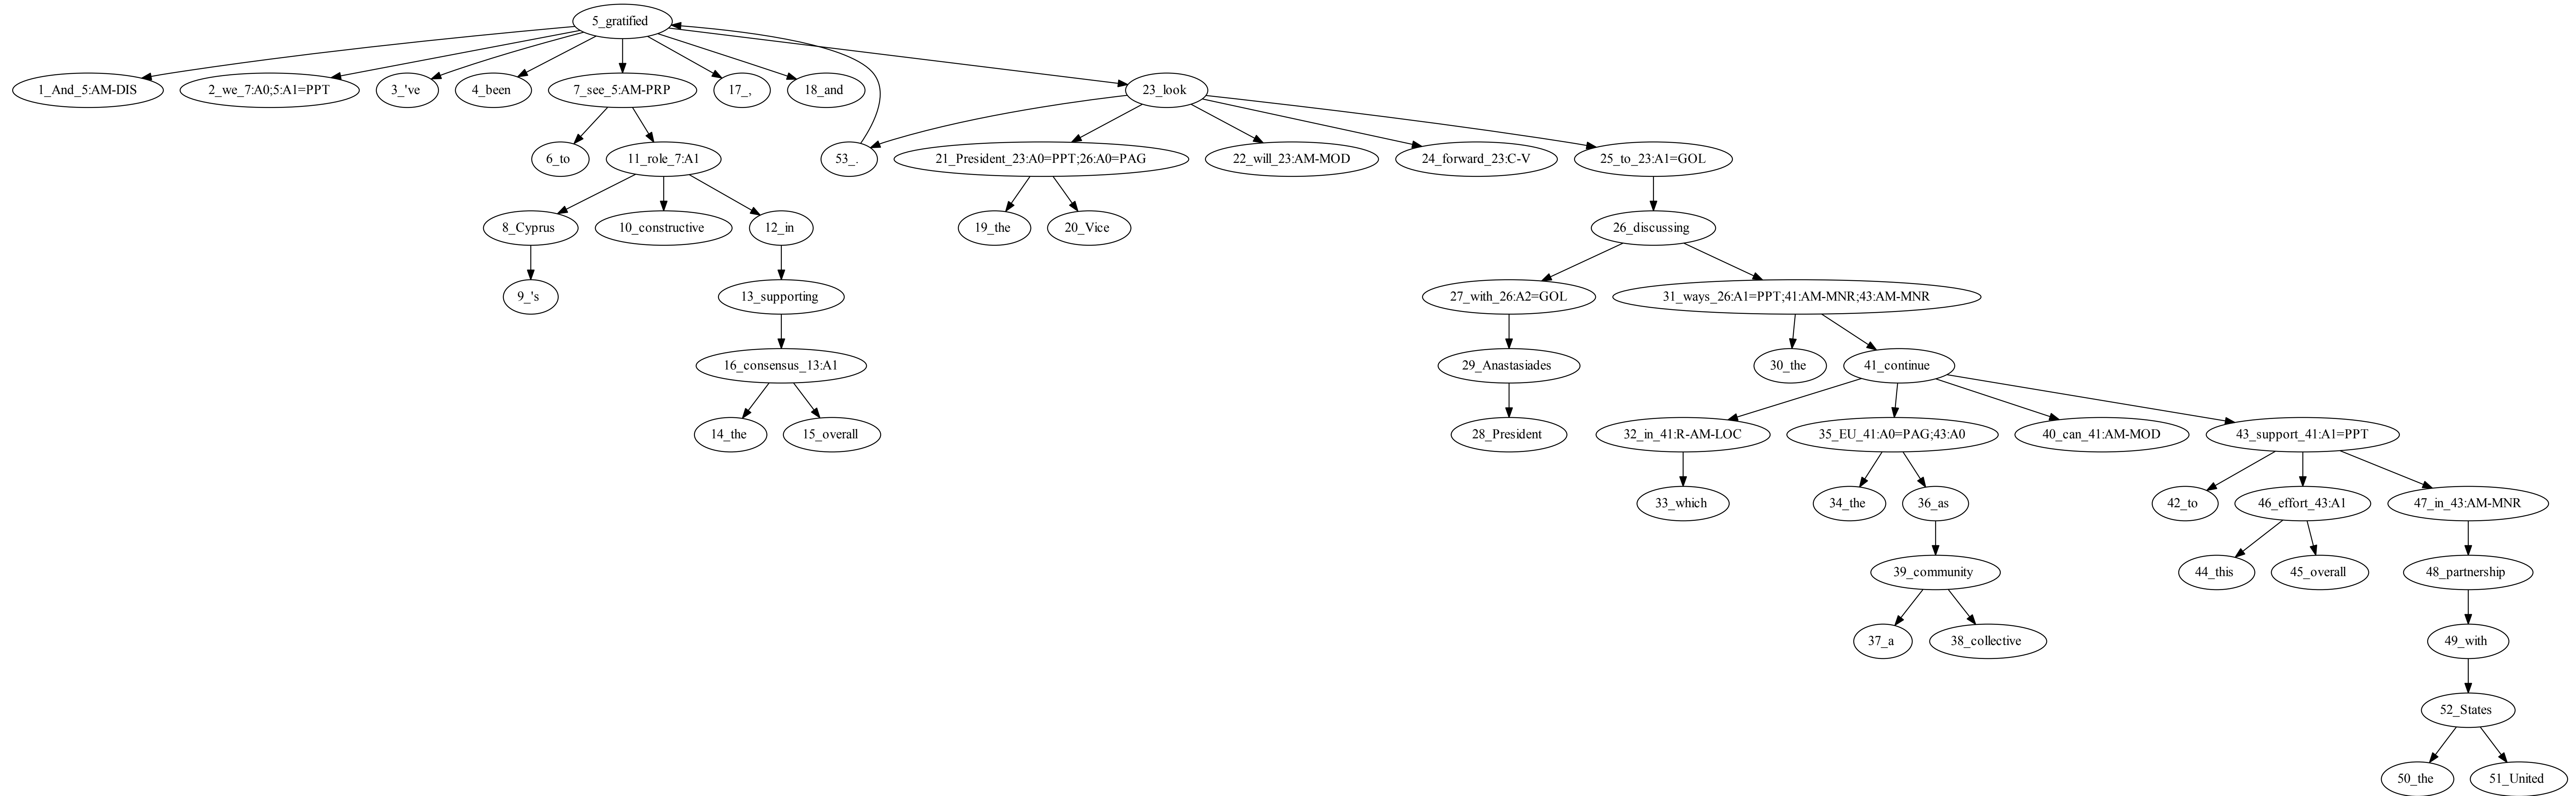 5_gratified
1_And_5:AM-DIS
2_we_7:A0;5:A1=PPT
3_'ve
4_been
7_see_5:AM-PRP
17_,
18_and
23_look
6_to
11_role_7:A1
53_.
21_President_23:A0=PPT;26:A0=PAG
22_will_23:AM-MOD
24_forward_23:C-V
25_to_23:A1=GOL
8_Cyprus
10_constructive
12_in
19_the
20_Vice
26_discussing
9_'s
13_supporting
27_with_26:A2=GOL
31_ways_26:A1=PPT;41:AM-MNR;43:AM-MNR
16_consensus_13:A1
29_Anastasiades
30_the
41_continue
14_the
15_overall
28_President
32_in_41:R-AM-LOC
35_EU_41:A0=PAG;43:A0
40_can_41:AM-MOD
43_support_41:A1=PPT
33_which
34_the
36_as
42_to
46_effort_43:A1
47_in_43:AM-MNR
39_community
44_this
45_overall
48_partnership
37_a
38_collective
49_with
52_States
50_the
51_United